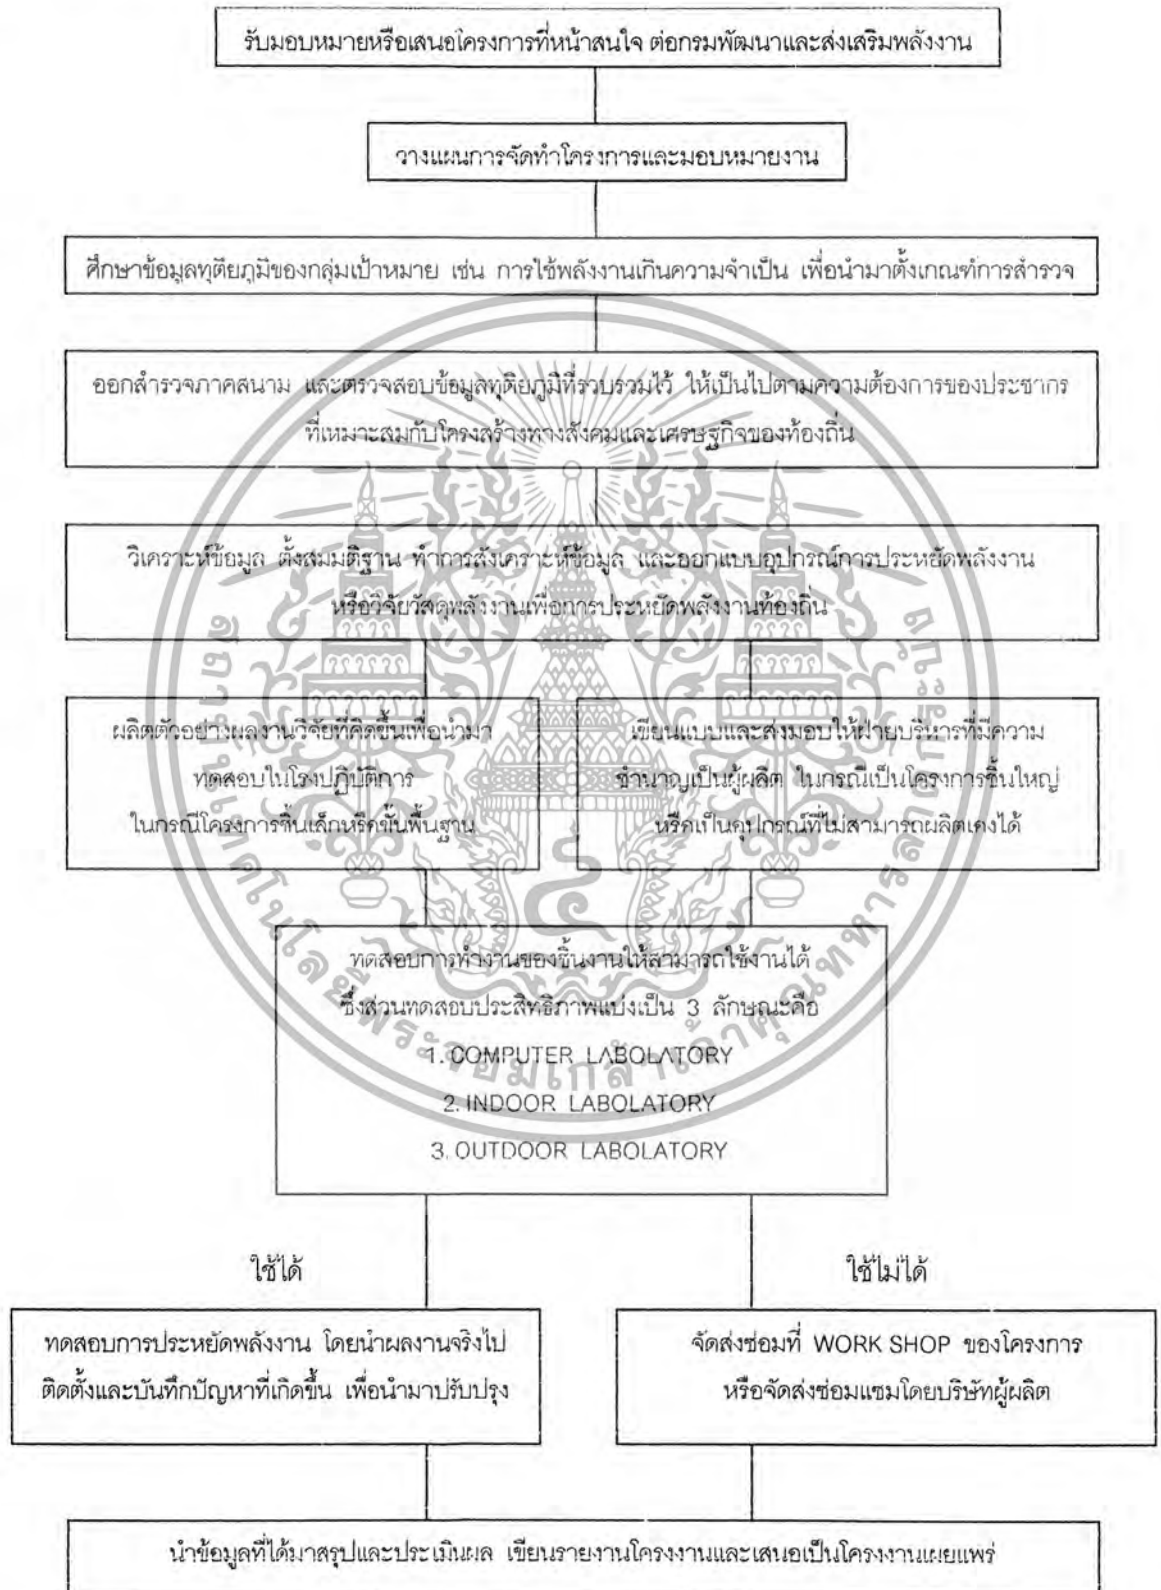 รับมอบหมายหรือเสนอโครงการที่หน้าสนใจ ต่อกรมพัฒนาและส่งเสริมพลังงาน
วางแผนการจัดทำโครงการและมอบหมายงาน
ศึกษาข้อมูลทุติยภูมิของกลุ่มเป้าหมาย เช่น การใช้พลังงานเกินความจำเป็น เพื่อนำมาตั้งเกณฑ์การสำรวจ
ออกสำรวจภาคสนาม และตรวจสอบข้อมูลทุติยภูมิที่รวบรวมไว้ ให้เป็นไปตามความต้องการของประชากร
ที่เหมาะสมกับโครงสร้างทางสังคมและเศรษฐกิจของท้องถิ่น
วิเคราะห์ข้อมูล ตั้งสมมติฐาน ทำการสังเคราะห์ข้อมูล และออกแบบอุปกรณ์การประหยัดพลังงาน
หรือวิจัยวัสดุพลังงานเพื่อการประหยัดพลังงานท้องถิ่น
ผลิตตัวอย่างผลงานวิจัยที่คิดขึ้นเพื่อนำมา
ทดสอบในโรงปฏิบัติการ
ในกรณีโครงการชิ้นเล็กหรือขั้นพื้นฐาน
เขียนแบบและส่งมอบให้ฝ่ายบริหารที่มีความ
ชำนาญเป็นผู้ผลิต ในกรณีเป็นโครงการชิ้นใหญ่
หรือเป็นอุปกรณ์ที่ไม่สามารถผลิตเองได้
ทดสอบการทำงานของชิ้นงานให้สามารถใช้งานได้
ซึ่งส่วนทดสอบประสิทธิภาพแบ่งเป็น 3 ลักษณะคือ
1. COMPUTER LABOLATORY
2. INDOOR LABOLATORY
3. OUTDOOR LABOLATORY
ใช้ได้
ใช้ไม่ได้
ทดสอบการประหยัดพลังงาน โดยนำผลงานจริงไป
ติดตั้งและบันทึกปัญหาที่เกิดขึ้น เพื่อนำมาปรับปรุง
จัดส่งซ่อมที่ WORK SHOP ของโครงการ
หรือจัดส่งซ่อมแซมโดยบริษัทผู้ผลิต
นำข้อมูลที่ได้มาสรุปและประเมินผล เขียนรายงานโครงงานและเสนอเป็นโครงงานเผยแพร่
สถาบันเทคโนโลยีพระจอมเกล้าเจ้าคุณทหารลาดกระบัง